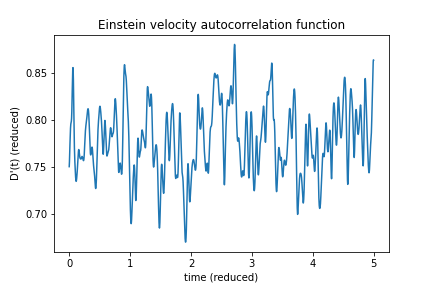 Einstein velocity autocorrelation function
D'(t) (reduced)
0.85
0.80
0.75
0.70
0 1 2 3 4 5
time (reduced)